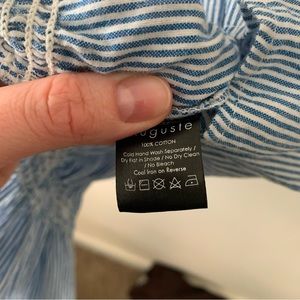 auguste
100% COTTON
Cold Hand Wash Separately /
Dry Flat in Shade / No Dry Clean
/ No Bleach
Cool Iron on Reverse